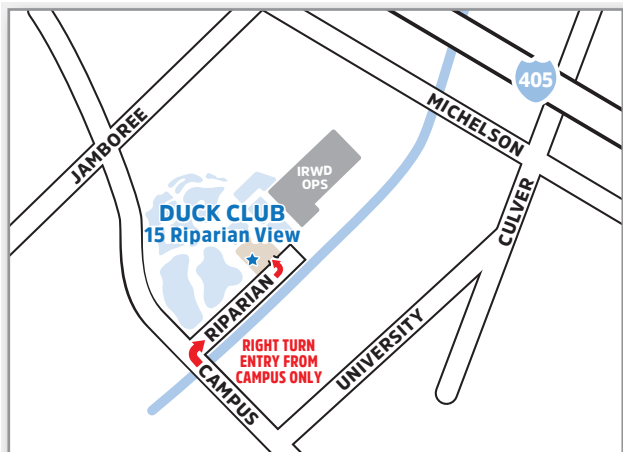 405
MICHELSON
JAMBOREE
IRWD
OPS
CULVER
DUCK CLUB
15 Riparian View
RIPARIAN
RIGHT TURN
ENTRY FROM
CAMPUS ONLY
UNIVERSITY
CAMPUS